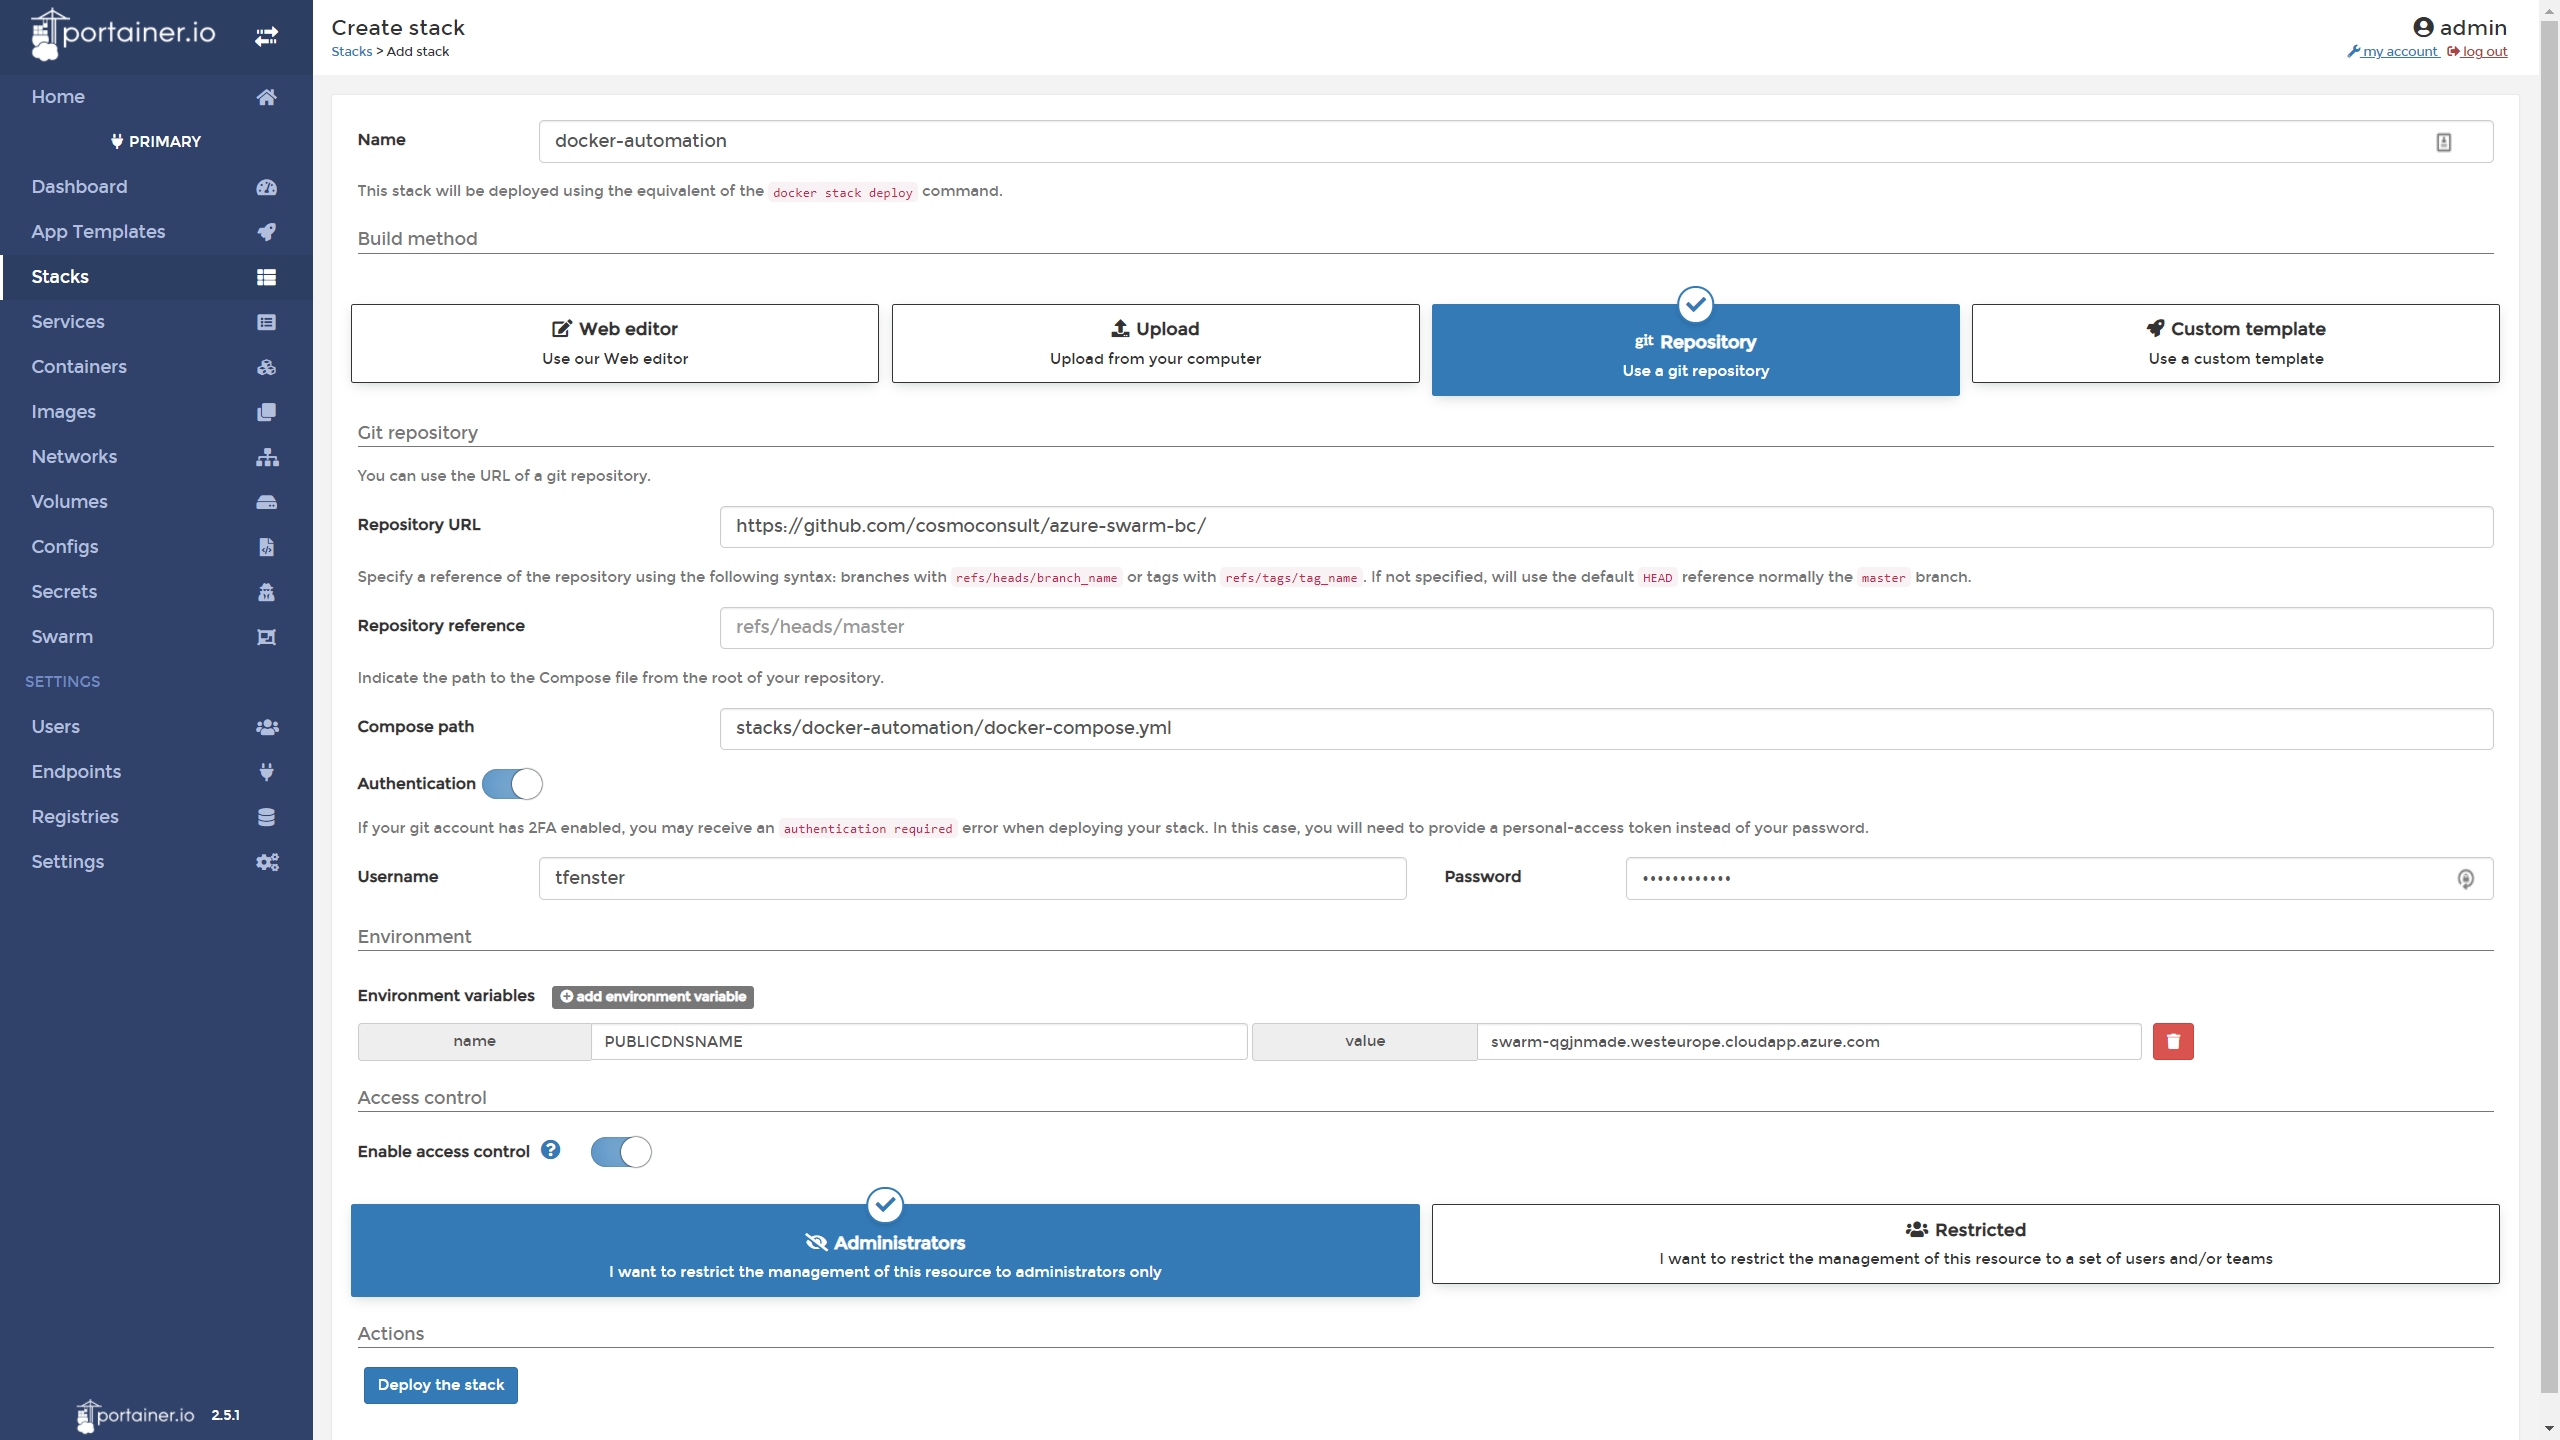 portainer.io
Home
PRIMARY
Dashboard
App Templates
Stacks
Services
Containers
Images
Networks
Volumes
Configs
Secrets
Swarm
SETTINGS
Users
Endpoints
Registries
Settings
portainer.io 2.5.1
Create stack
Stacks > Add stack
admin
my account log out
Name docker-automation
This stack will be deployed using the equivalent of the docker stack deploy command.
Build method
Web editor
Use our Web editor
Upload
Upload from your computer
git Repository
Use a git repository
Custom template
Use a custom template
Git repository
You can use the URL of a git repository.
Repository URL https://github.com/cosmoconsult/azure-swarm-bc/
Specify a reference of the repository using the following syntax: branches with refs/heads/branch_name or tags with refs/tags/tag_name. If not specified, will use the default HEAD reference normally the master branch.
Repository reference refs/heads/master
Indicate the path to the Compose file from the root of your repository.
Compose path stacks/docker-automation/docker-compose.yml
Authentication
If your git account has 2FA enabled, you may receive an authentication required error when deploying your stack. In this case, you will need to provide a personal-access token instead of your password.
Username tfenster Password ••••••••••••
Environment
Environment variables add environment variable
name PUBLICDNSNAME value swarm-qgjnmade.westeurope.cloudapp.azure.com
Access control
Enable access control ?
Administrators
I want to restrict the management of this resource to administrators only
Restricted
I want to restrict the management of this resource to a set of users and/or teams
Actions
Deploy the stack